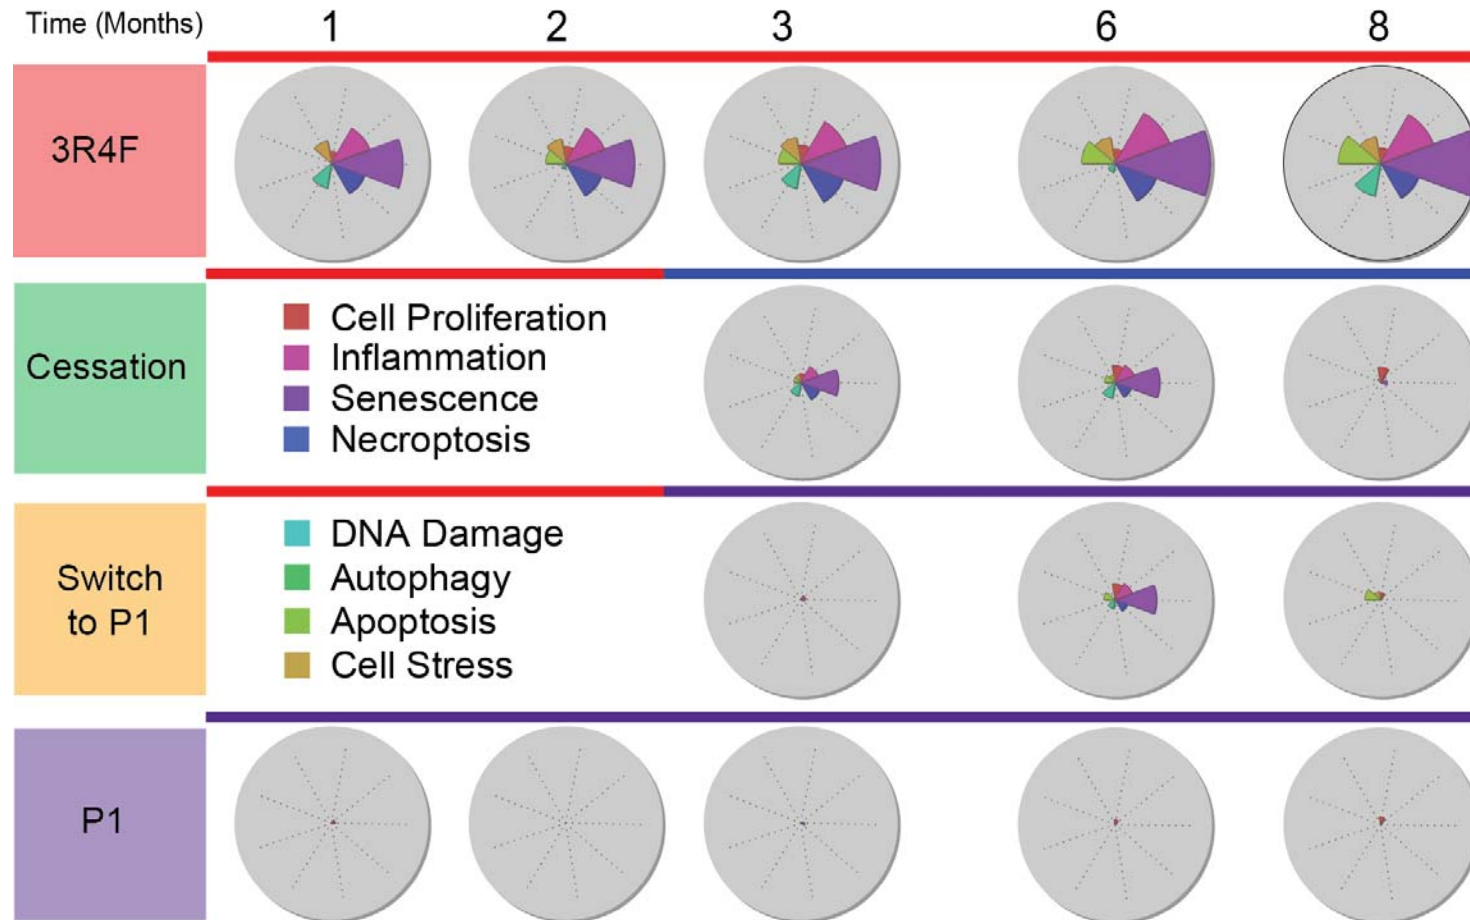 Time (Months) 1 2 3 6 8
3R4F
Cessation
Cell Proliferation
Inflammation
Senescence
Necroptosis
Switch
to P1
DNA Damage
Autophagy
Apoptosis
Cell Stress
P1